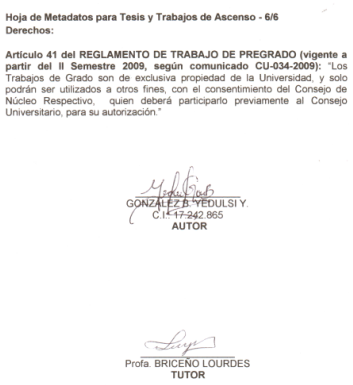 Hoja de Metadatos para Tesis y Trabajos de Ascenso - 6/6
Derechos:
Artículo 41 del REGLAMENTO DE TRABAJO DE PREGRADO (vigente a
partir del II Semestre 2009, según comunicado CU-034-2009): "Los
Trabajos de Grado son de exclusiva propiedad de la Universidad, y solo
podrán ser utilizados a otros fines, con el consentimiento del Consejo de
Núcleo Respectivo, quien deberá participarlo previamente al Consejo
Universitario, para su autorización."
GONZÁLEZ B. YEDULSI Y.
C.I. 17.242.865
AUTOR
Profa. BRICEÑO LOURDES
TUTOR